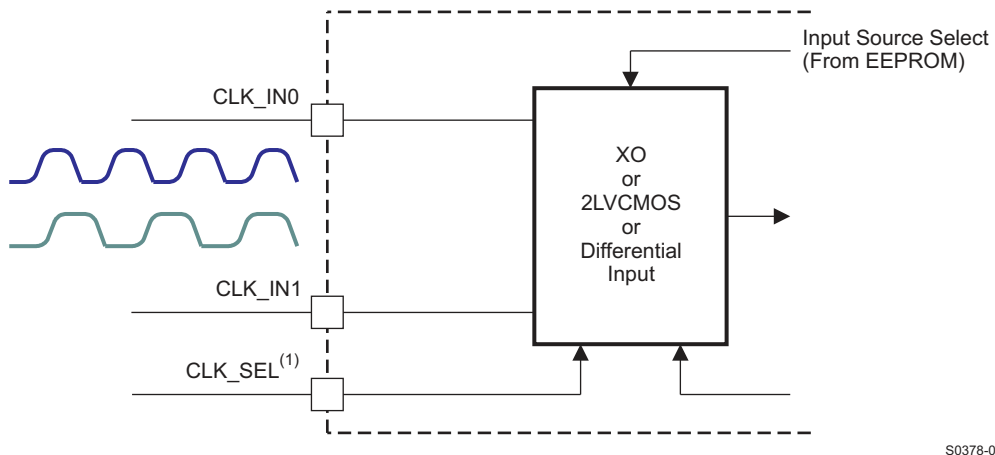 Input Source Select
(From EEPROM)
CLK_IN0
XO
or
2LVCMOS
or
Differential
Input
CLK_IN1
CLK_SEL(1)
S0378-0